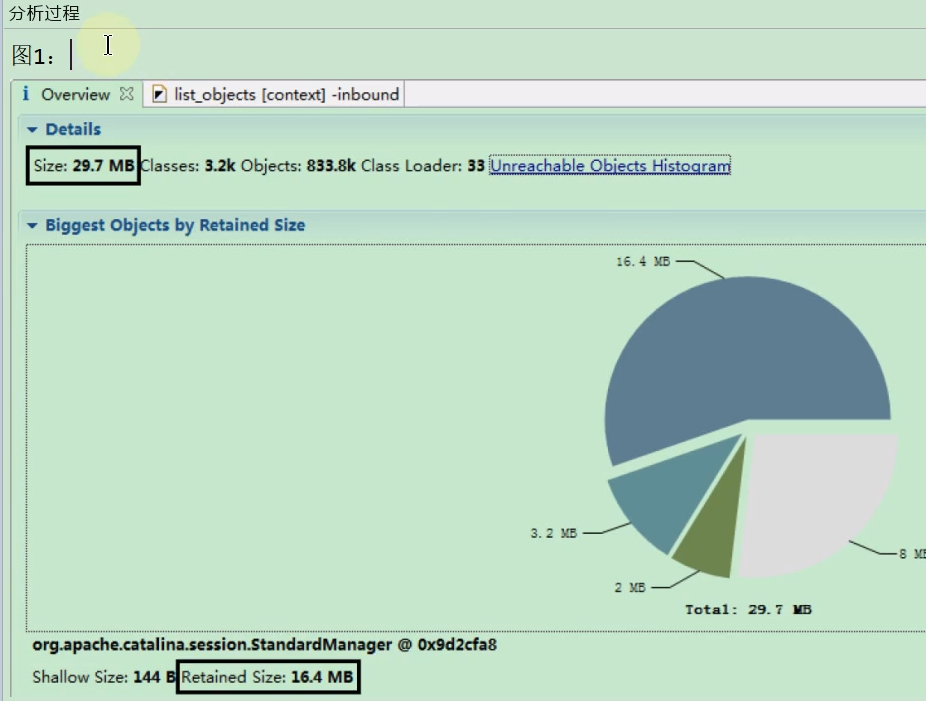 分析过程
图1：
Overview
list_objects [context] -inbound
Details
Size: 29.7 MB Classes: 3.2k Objects: 833.8k Class Loader: 33 Unreachable Objects Histogram
Biggest Objects by Retained Size
16.4 MB
3.2 MB
8 M
2 MB
Total: 29.7 MB
org.apache.catalina.session.StandardManager @ 0x9d2cfa8
Shallow Size: 144 B Retained Size: 16.4 MB